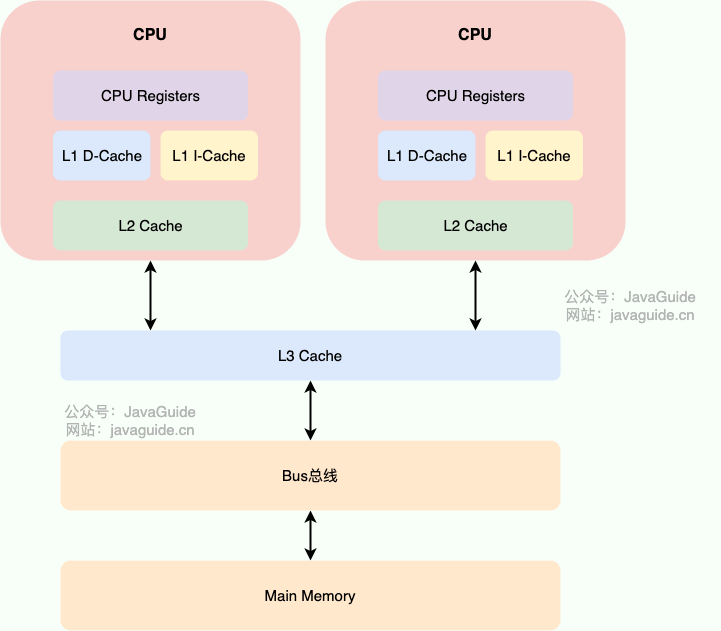 CPU
CPU
CPU Registers
CPU Registers
L1 D-Cache
L1 I-Cache
L1 D-Cache
L1 I-Cache
L2 Cache
L2 Cache
公众号：JavaGuide
网站：javaguide.cn
L3 Cache
公众号：JavaGuide
网站：javaguide.cn
Bus总线
Main Memory